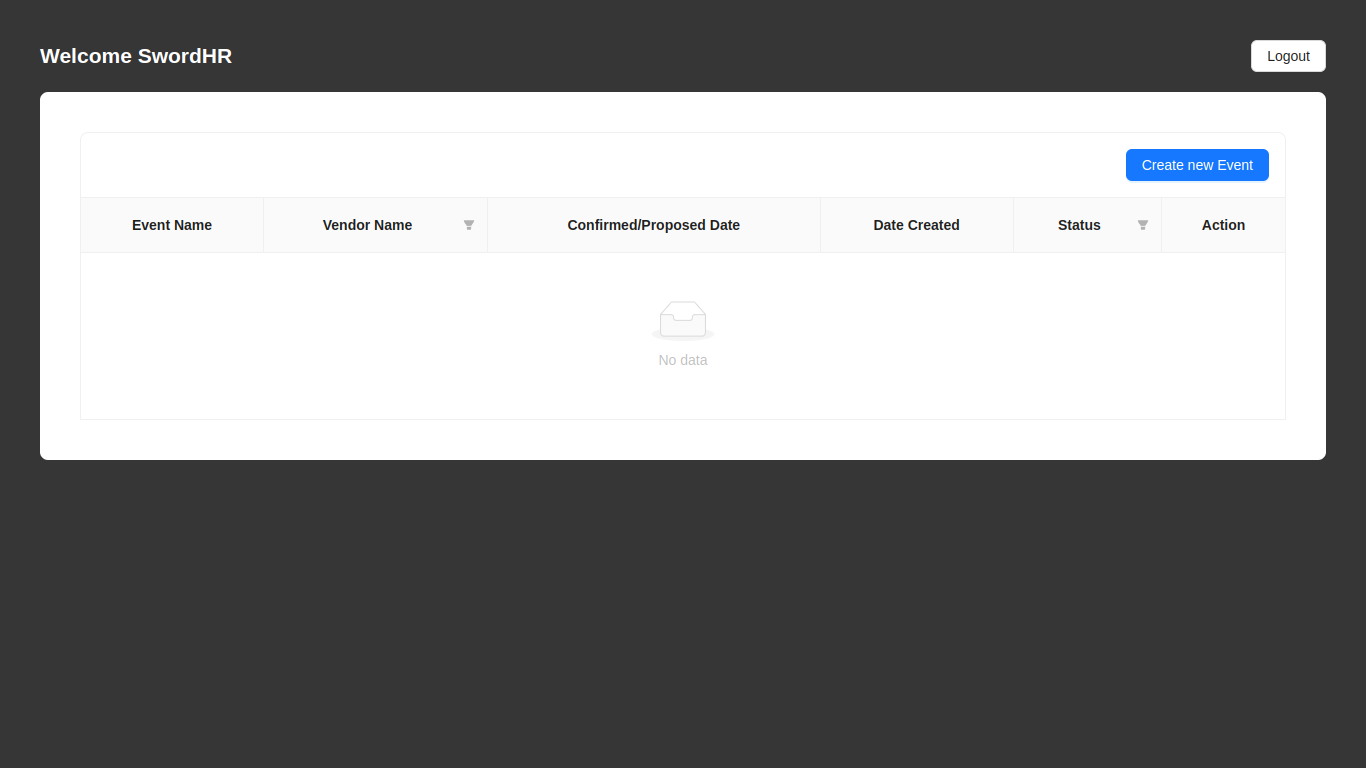 Welcome SwordHR
Logout
Create new Event
Event Name
Vendor Name
Confirmed/Proposed Date
Date Created
Status
Action
No data